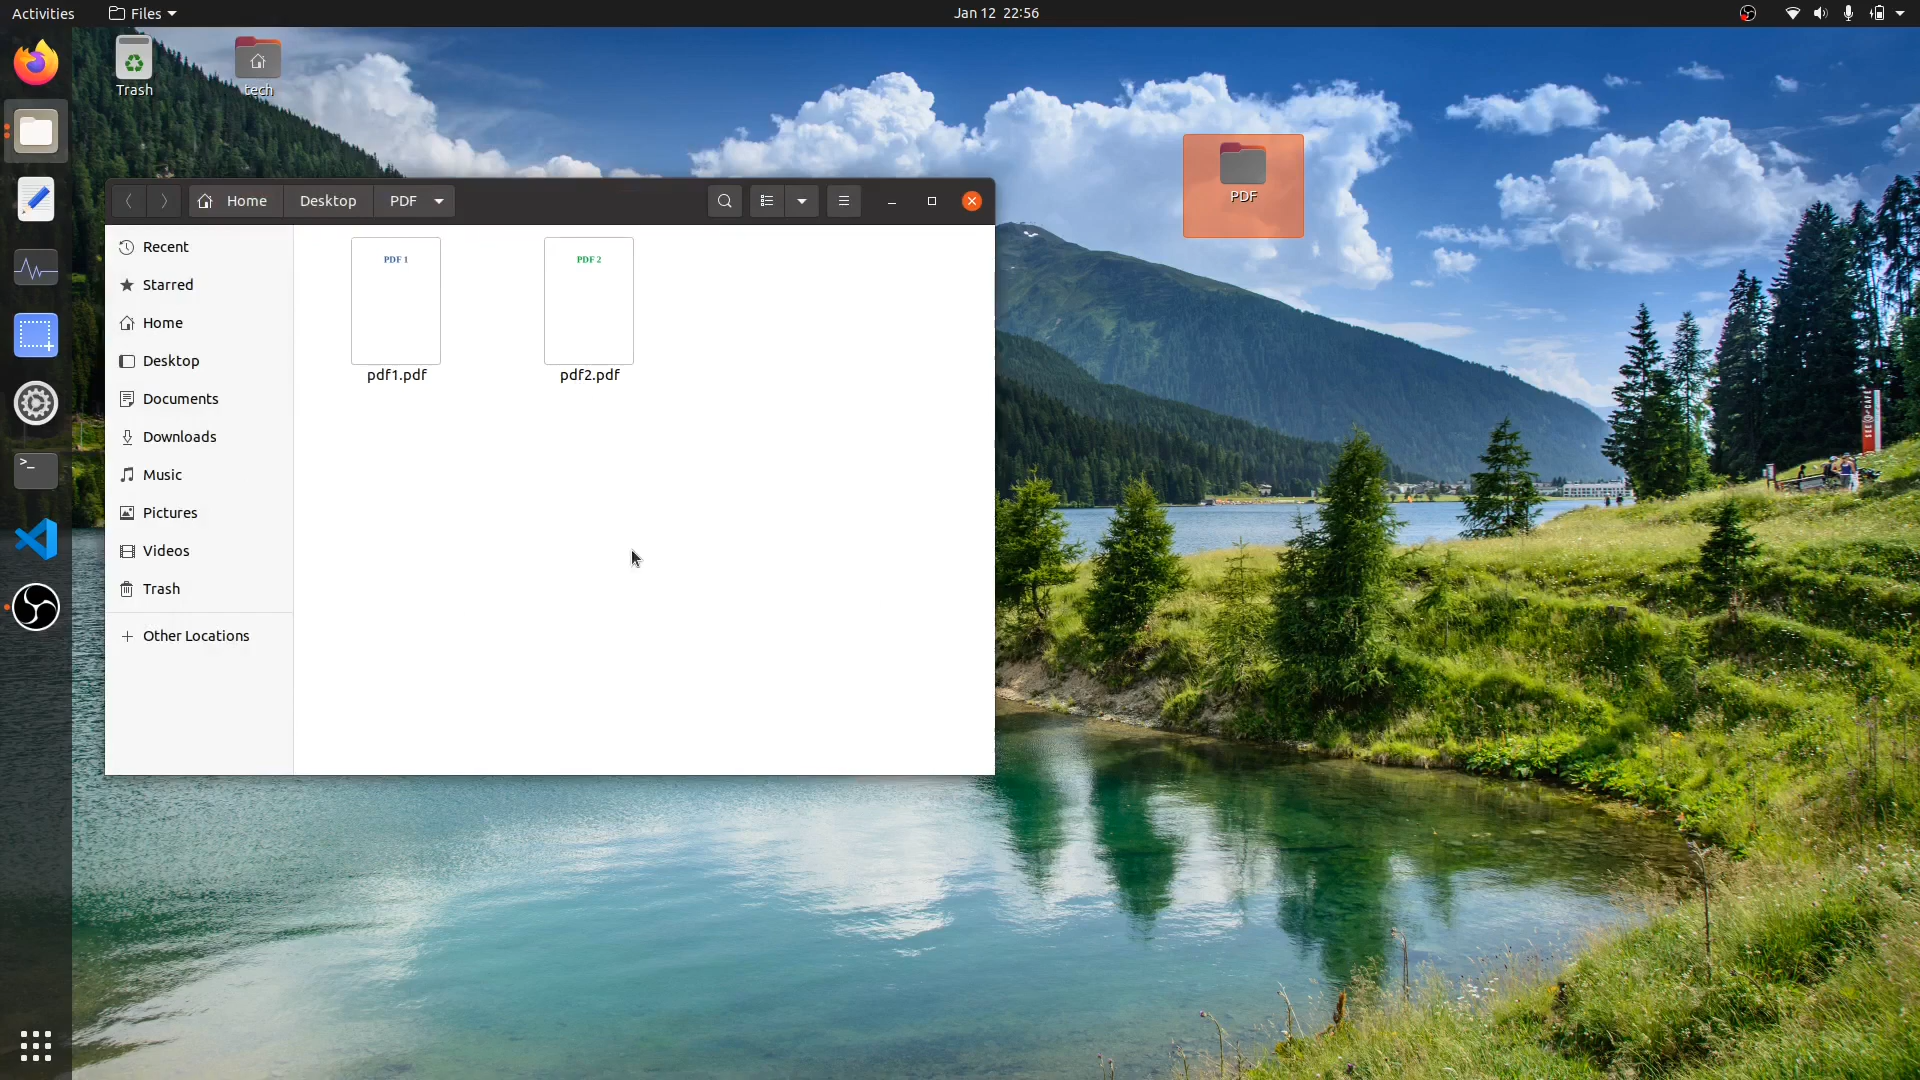 Activities
Files
Jan 12 22:56
Trash
tech
PDF
Home
Desktop
PDF
Recent
Starred
Home
Desktop
Documents
Downloads
Music
Pictures
Videos
Trash
Other Locations
PDF 1
pdf1.pdf
PDF 2
pdf2.pdf